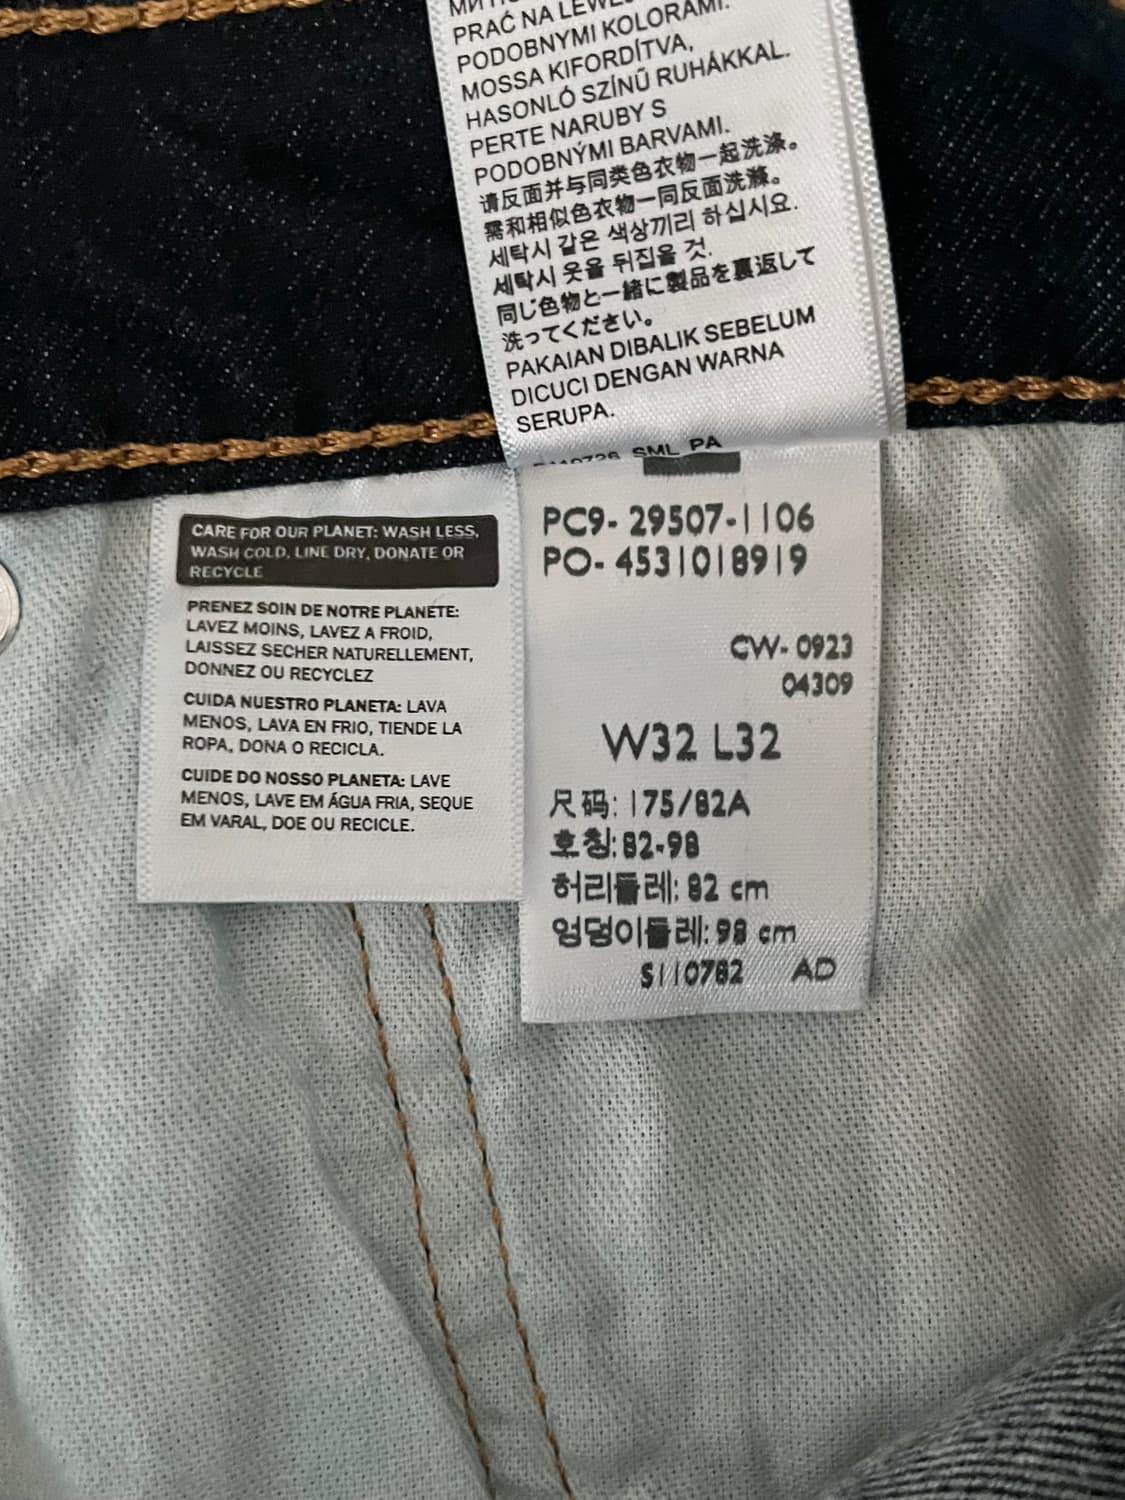 PRAĆ NA
PODOBNYMI KOLORAMI.
MOSSA KIFORDÍTVA,
HASONLÓ SZÍNŰ RUHÁKKAL.
PERTE NARUBY S
PODOBNÝMI BARVAMI.
请反面并与同类色衣物一起洗涤。
需和相似色衣物一同反面洗滌。
세탁시 같은 색상끼리 하십시요.
세탁시 옷을 뒤집을 것.
同じ色物と一緒に製品を裏返して
洗ってください。
PAKAIAN DIBALIK SEBELUM
DICUCI DENGAN WARNA
SERUPA.
SML PA
CARE FOR OUR PLANET: WASH LESS,
WASH COLD, LINE DRY, DONATE OR
RECYCLE
PRENEZ SOIN DE NOTRE PLANETE:
LAVEZ MOINS, LAVEZ A FROID,
LAISSEZ SECHER NATURELLEMENT,
DONNEZ OU RECYCLEZ
CUIDA NUESTRO PLANETA: LAVA
MENOS, LAVA EN FRIO, TIENDE LA
ROPA, DONA O RECICLA.
CUIDE DO NOSSO PLANETA: LAVE
MENOS, LAVE EM ÁGUA FRIA, SEQUE
EM VARAL, DOE OU RECICLE.
PC9- 29507-1106
PO- 4531018919
CW- 0923
04309
W32 L32
尺码: 175/82A
호칭: 82-98
허리둘레: 82 cm
엉덩이둘레: 98 cm
S110782 AD